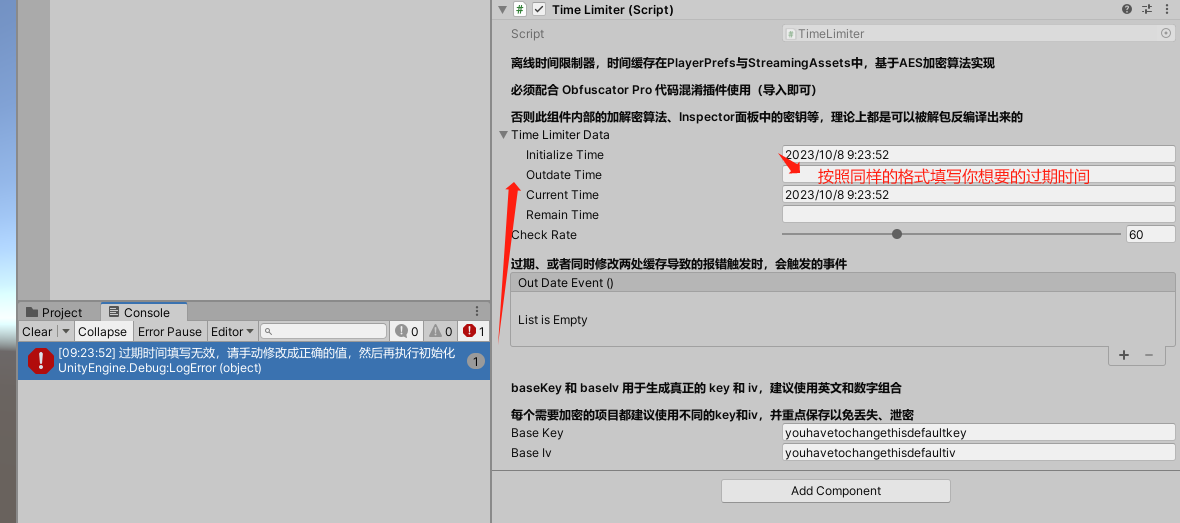 Time Limiter (Script)
Script
TimeLimiter
离线时间限制器，时间缓存在PlayerPrefs与StreamingAssets中，基于AES加密算法实现
必须配合 Obfuscator Pro 代码混淆插件使用（导入即可）
否则此组件内部的加解密算法、Inspector面板中的密钥等，理论上都是可以被解包反编译出来的
Time Limiter Data
Initialize Time
2023/10/8 9:23:52
Outdate Time
按照同样的格式填写你想要的过期时间
Current Time
2023/10/8 9:23:52
Remain Time
Check Rate
60
过期、或者同时修改两处缓存导致的报错触发时，会触发的事件
Out Date Event ()
List is Empty
baseKey 和 baseIv 用于生成真正的 key 和 iv，建议使用英文和数字组合
每个需要加密的项目都建议使用不同的key和iv，并重点保存以免丢失、泄密
Base Key
youhavetochangethisdefaultkey
Base Iv
youhavetochangethisdefaultiv
Add Component
Project
Console
Clear
Collapse
Error Pause
Editor
0
0
1
[09:23:52] 过期时间填写无效，请手动修改成正确的值，然后再执行初始化
UnityEngine.Debug:LogError (object)
1